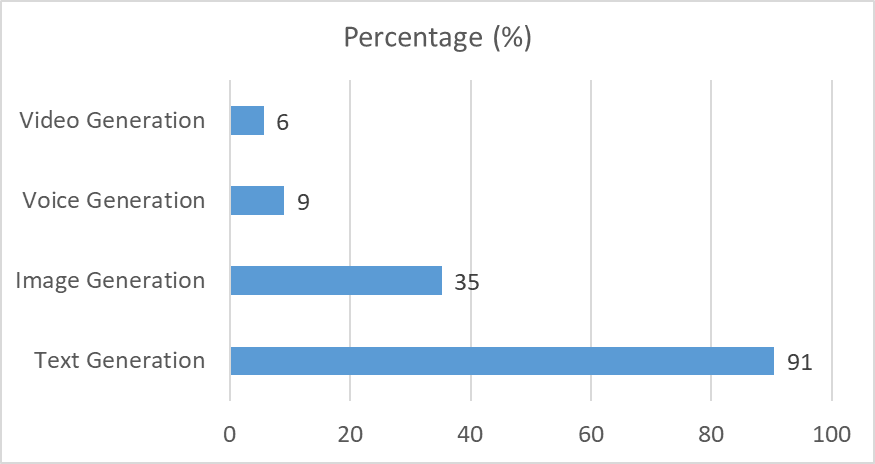 Percentage (%)
Video Generation 6
Voice Generation 9
Image Generation 35
Text Generation 91
0 20 40 60 80 100